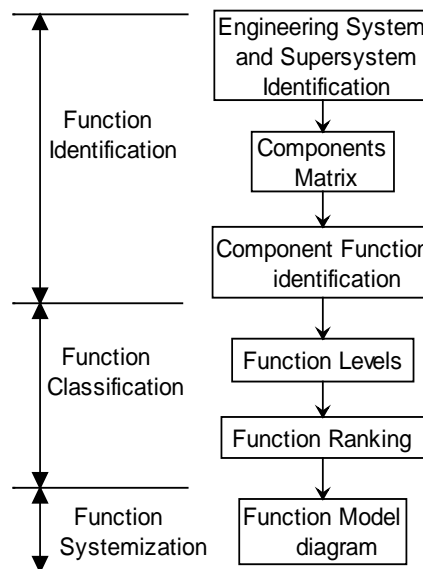 Engineering System
and Supersystem
Identification
Function
Identification
Components
Matrix
Component Function
identification
Function
Classification
Function Levels
Function Ranking
Function
Systemization
Function Model
diagram